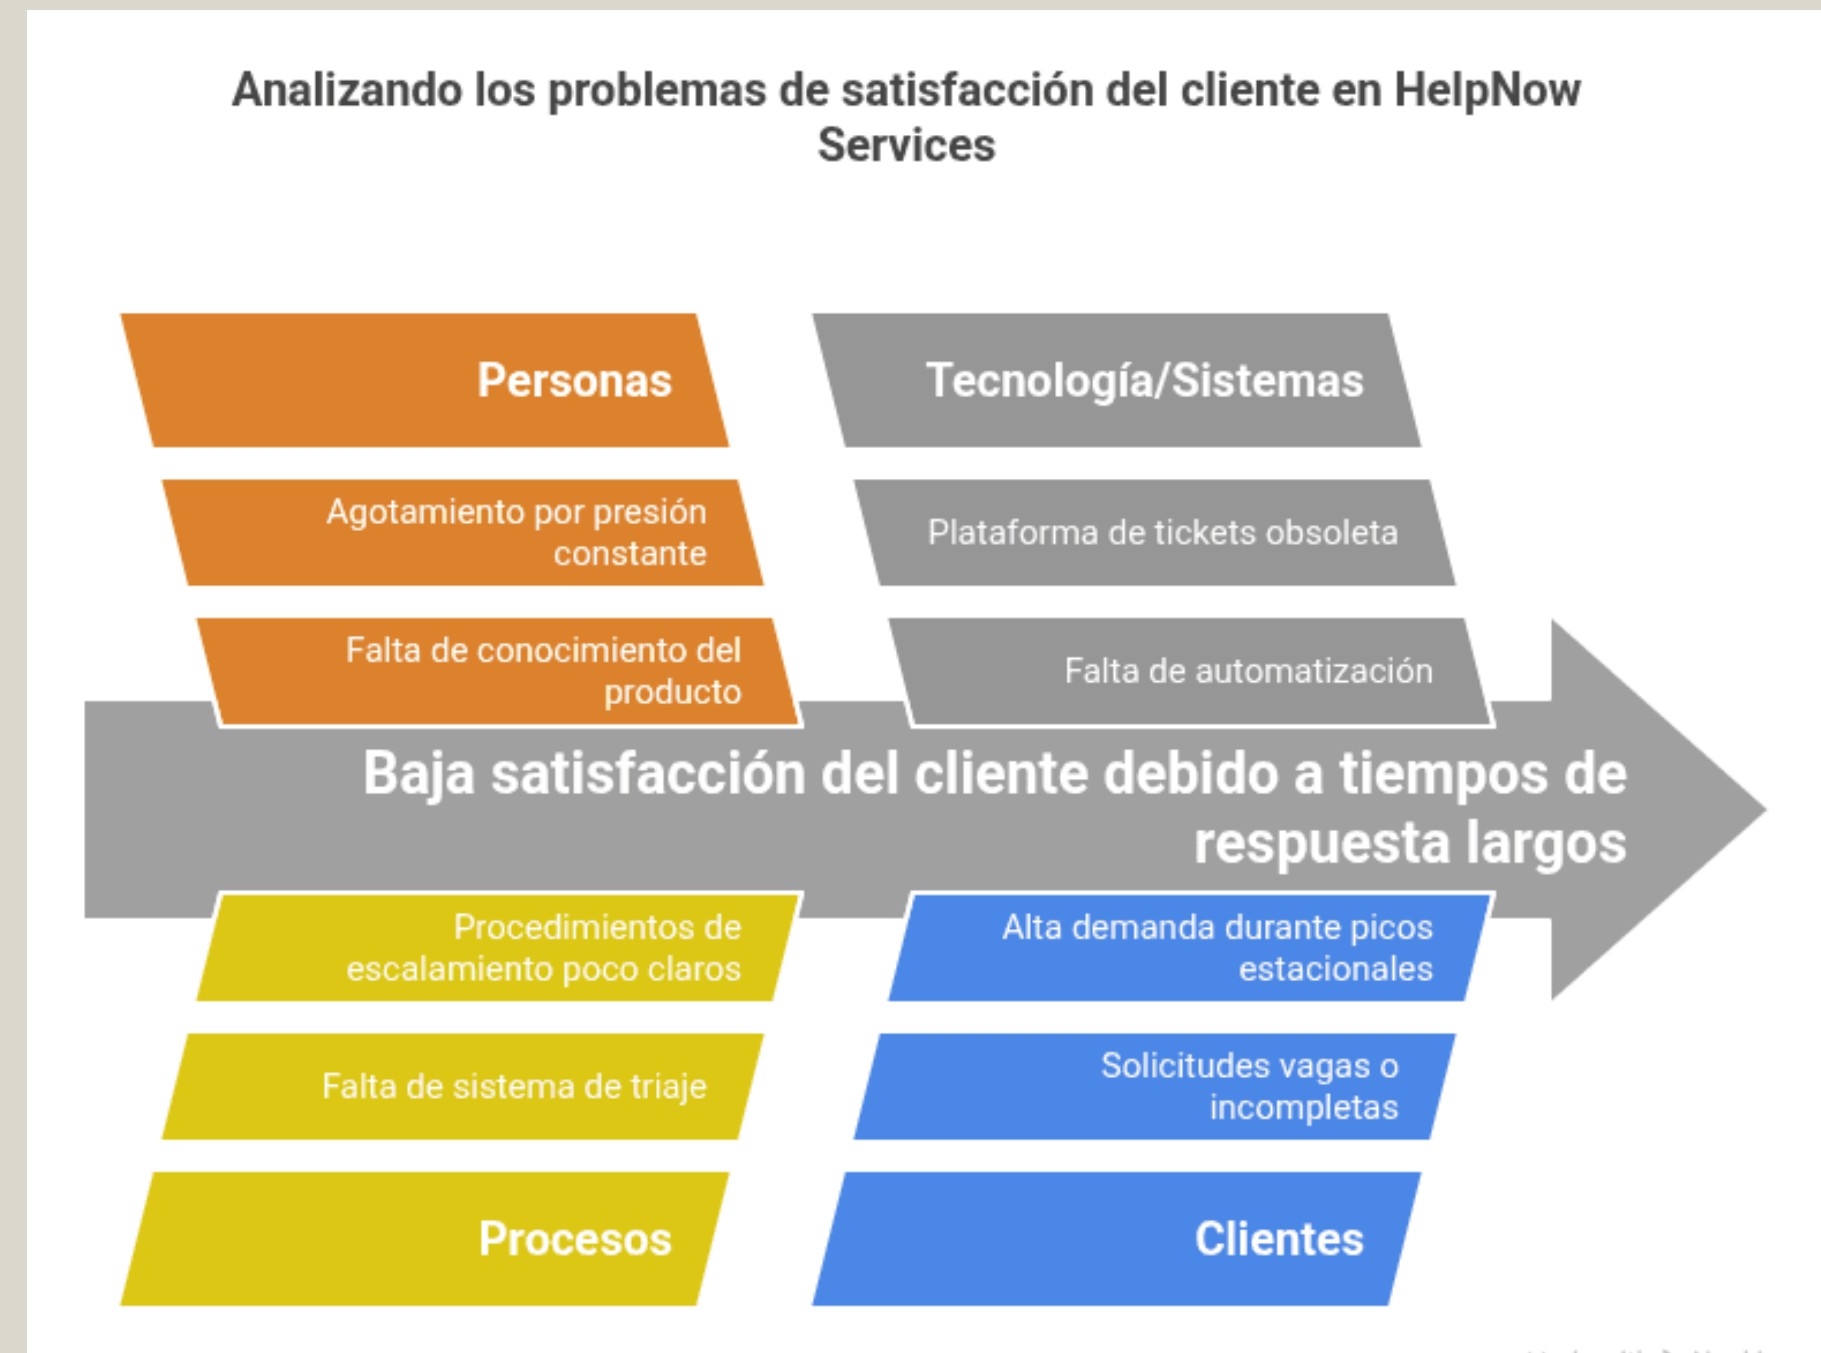 Analizando los problemas de satisfacción del cliente en HelpNow
Services
Personas
Tecnología/Sistemas
Agotamiento por presión
constante
Plataforma de tickets obsoleta
Falta de conocimiento del
producto
Falta de automatización
Baja satisfacción del cliente debido a tiempos de
respuesta largos
Procedimientos de
escalamiento poco claros
Alta demanda durante picos
estacionales
Falta de sistema de triaje
Solicitudes vagas o
incompletas
Procesos
Clientes